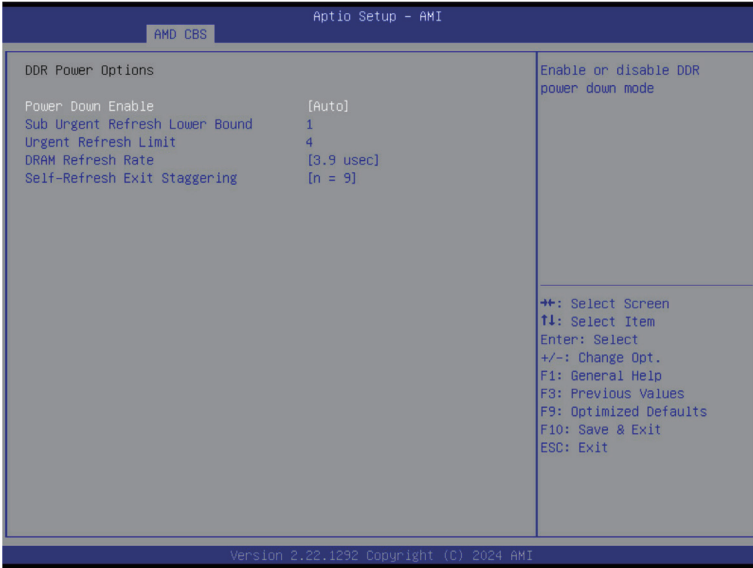 Aptio Setup - AMI
AMD CBS
DDR Power Options
Power Down Enable [Auto]
Sub Urgent Refresh Lower Bound 1
Urgent Refresh Limit 4
DRAM Refresh Rate [3.9 usec]
Self-Refresh Exit Staggering [n = 9]
Enable or disable DDR
power down mode
→←: Select Screen
↑↓: Select Item
Enter: Select
+/-: Change Opt.
F1: General Help
F3: Previous Values
F9: Optimized Defaults
F10: Save & Exit
ESC: Exit
Version 2.22.1292 Copyright (C) 2024 AMI